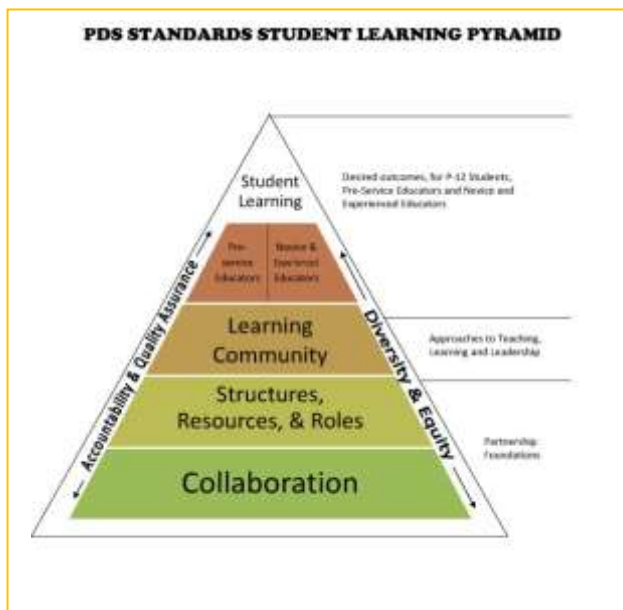 PDS STANDARDS STUDENT LEARNING PYRAMID
Student
Learning
Desired outcomes, for P-12 Students,
Pre-Service Educators and Novice and
Experienced Educators
Pre-
service
Educators
Novice &
Experienced
Educators
Accountability & Quality Assurance
Diversity & Equity
Learning
Community
Approaches to Teaching,
Learning and Leadership
Structures,
Resources, & Roles
Partnership
Foundations
Collaboration